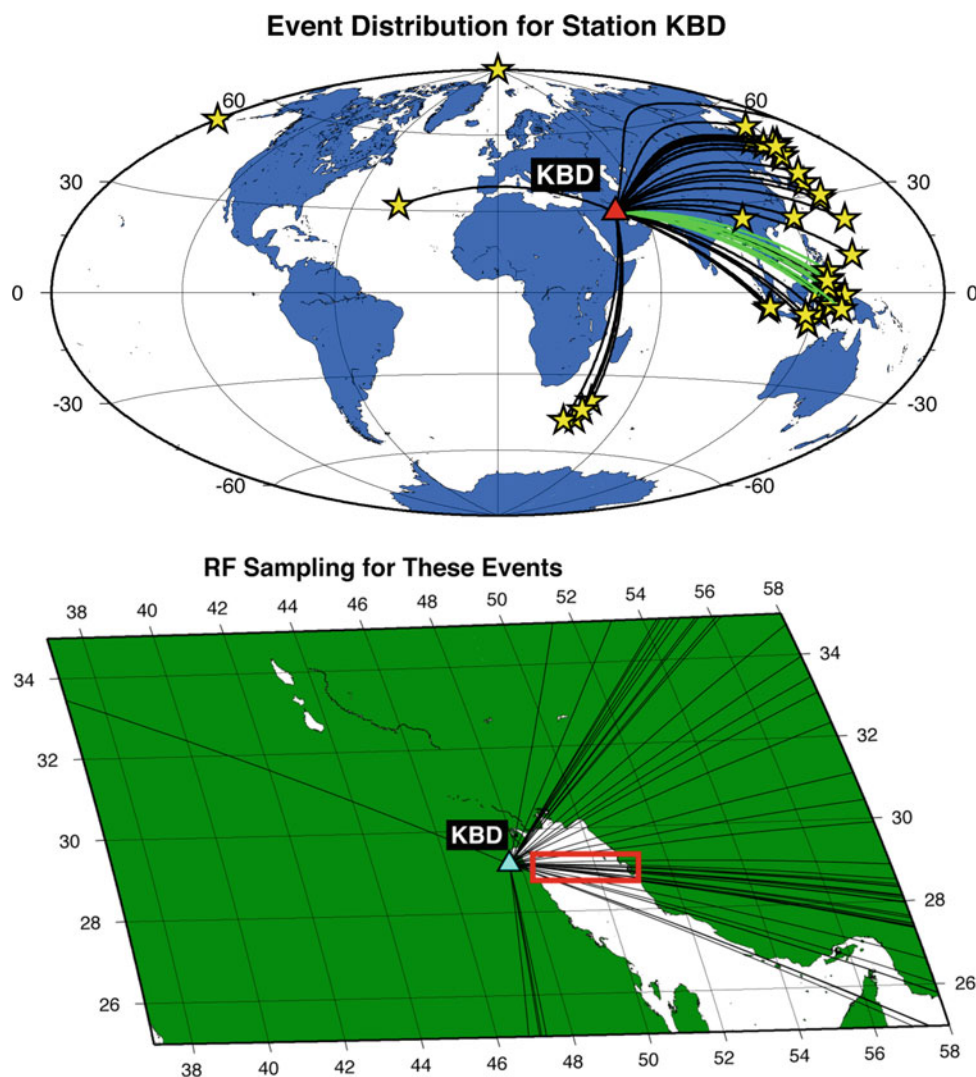 Event Distribution for Station KBD
60 60
KBD
30 30
0 0
-30 -30
-60 -60
RF Sampling for These Events
38 40 42 44 46 48 50 52 54 56 58
34 34
32 32
KBD
30 30
28 28
26 26
38 40 42 44 46 48 50 52 54 56 58